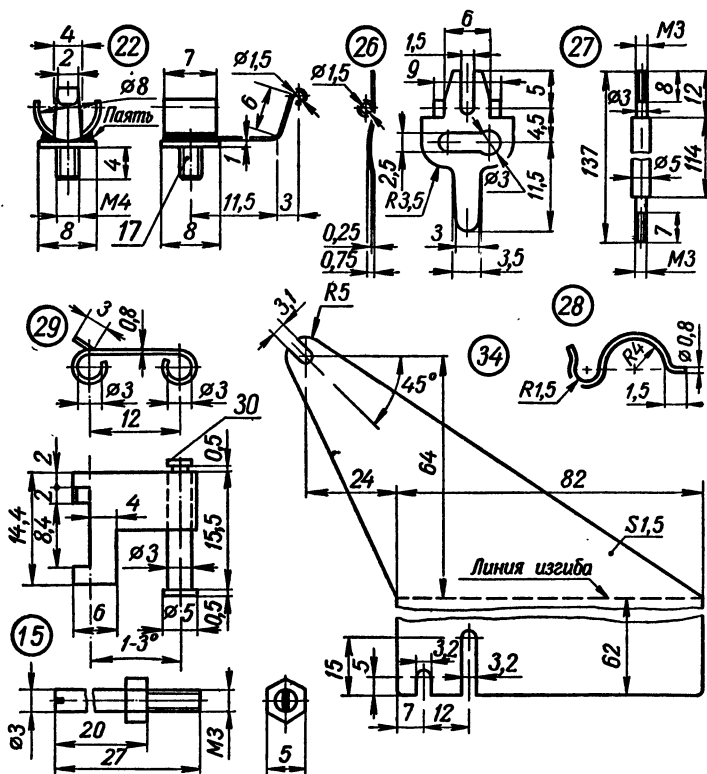 4
2
22
Ø8
Паять
4
M4
8
7
Ø1,5
6
1
17
11,5
3
8
26
Ø1,5
6
1,5
9
5
4,5
2,5
R3,5
Ø3
11,5
0,25
0,75
3
3,5
27
M3
Ø3
8
12
137
Ø5
114
7
M3
29
3
0,8
Ø3
Ø3
12
30
0,5
2
2
14,4
8,4
4
Ø3
15,5
6
Ø5
0,5
1-3°
3,1
R5
34
45°
64
24
82
S1,5
Линия изгиба
28
R4
Ø0,8
R1,5
1,5
15
20
27
Ø3
M3
5
15
5
3,2
3,2
7
12
62